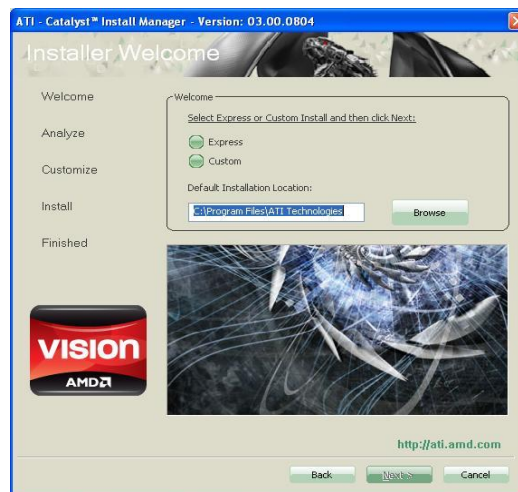 ATI - Catalyst™ Install Manager - Version: 03.00.0804
Installer Welcome
Welcome
Analyze
Customize
Install
Finished
Welcome
Select Express or Custom Install and then click Next:
Express
Custom
Default Installation Location:
C:\Program Files\ATI Technologies
Browse
VISION
AMD
http://ati.amd.com
Back
Next >
Cancel